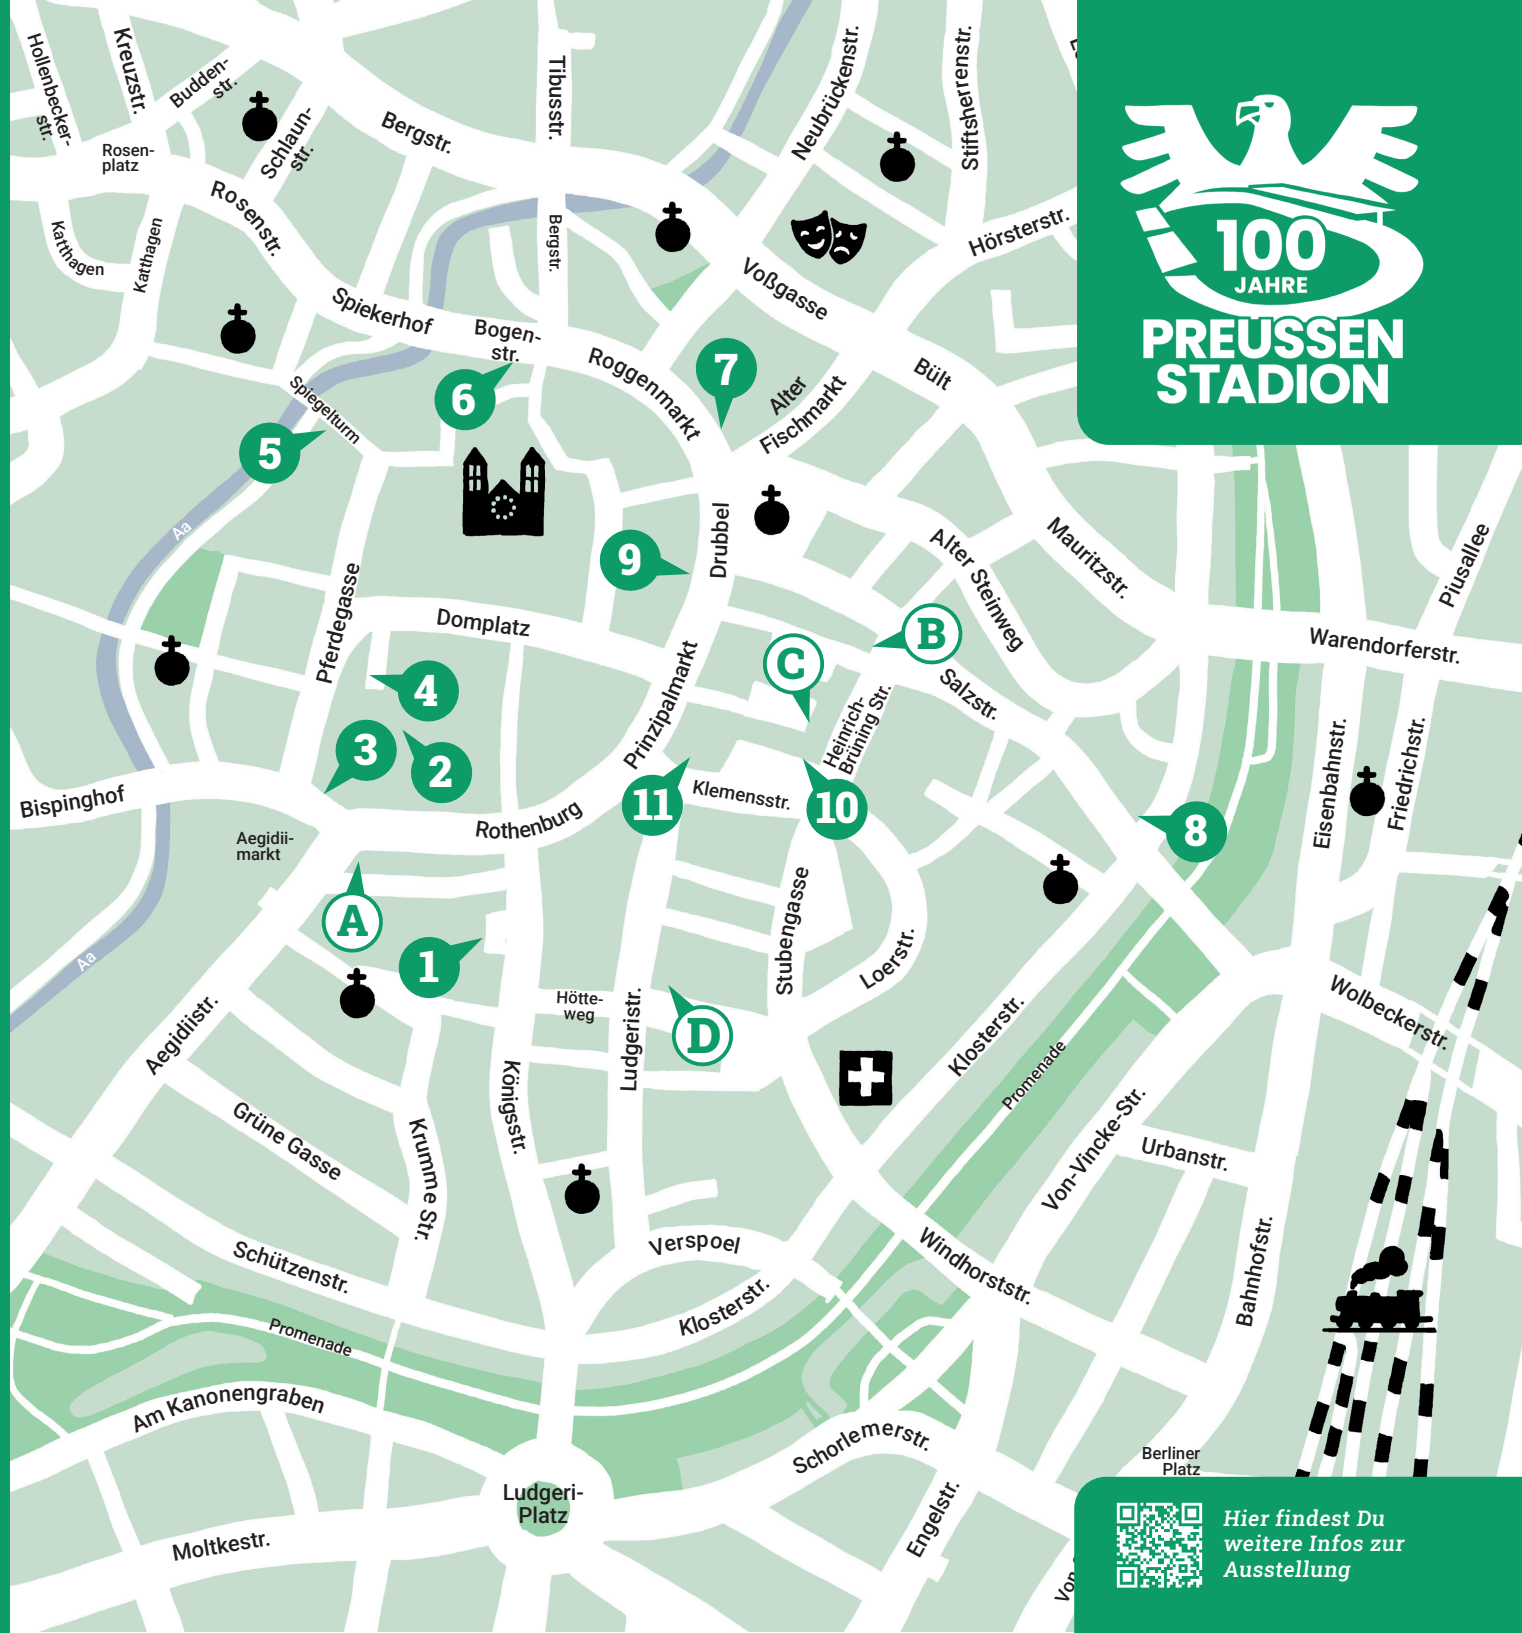 Hollenbecker-
str.
Kreuzstr.
Budden-
str.
Rosen-
platz
Schlaun-
str.
Bergstr.
Tibusstr.
Neubrückenstr.
Stiftsherrenstr.
Hörsterstr.
Rosenstr.
Katthagen
Katthagen
Bergstr.
Voßgasse
Spiekerhof
Bogen-
str.
Roggenmarkt
Alter
Fischmarkt
Bült
100
JAHRE
PREUSSEN
STADION
7
6
5
Spiegelturm
Aa
Drubbel
9
Alter Steinweg
Mauritzstr.
Piusallee
Pferdegasse
Domplatz
Warendorferstr.
B
C
4
Prinzipalmarkt
Salzstr.
Heinrich-
Brüning Str.
Eisenbahnstr.
Friedrichstr.
3
2
Bispinghof
11
Klemensstr.
10
8
Rothenburg
Aegidii-
markt
A
1
Aa
Stubengasse
Loerstr.
Hötte-
weg
Ludgeristr.
D
Aegidiistr.
Klosterstr.
Wolbeckerstr.
Promenade
Königsstr.
Grüne Gasse
Krumme Str.
Von-Vincke-Str.
Urbanstr.
Schützenstr.
Verspoel
Klosterstr.
Windhorststr.
Bahnhofstr.
Promenade
Am Kanonengraben
Schorlemerstr.
Berliner
Platz
Ludgeri-
Platz
Engelstr.
Moltkestr.
Von
Hier findest Du
weitere Infos zur
Ausstellung